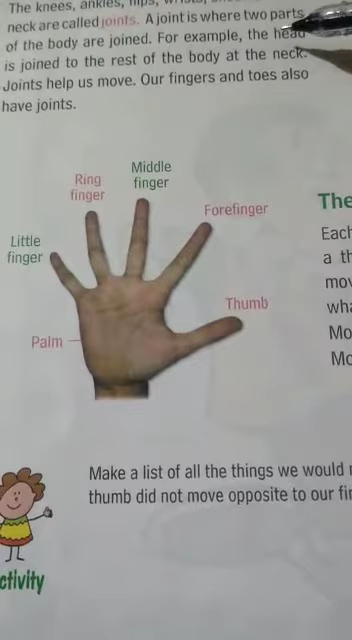 The knees, ankles, hips,
neck are called joints. A joint is where two parts
of the body are joined. For example, the head
is joined to the rest of the body at the neck.
Joints help us move. Our fingers and toes also
have joints.
Middle
finger
Ring
finger
Forefinger
Little
finger
Thumb
Palm
The
Each
a th
mov
wha
Mo
Mo
Make a list of all the things we would
thumb did not move opposite to our fin
ctivity